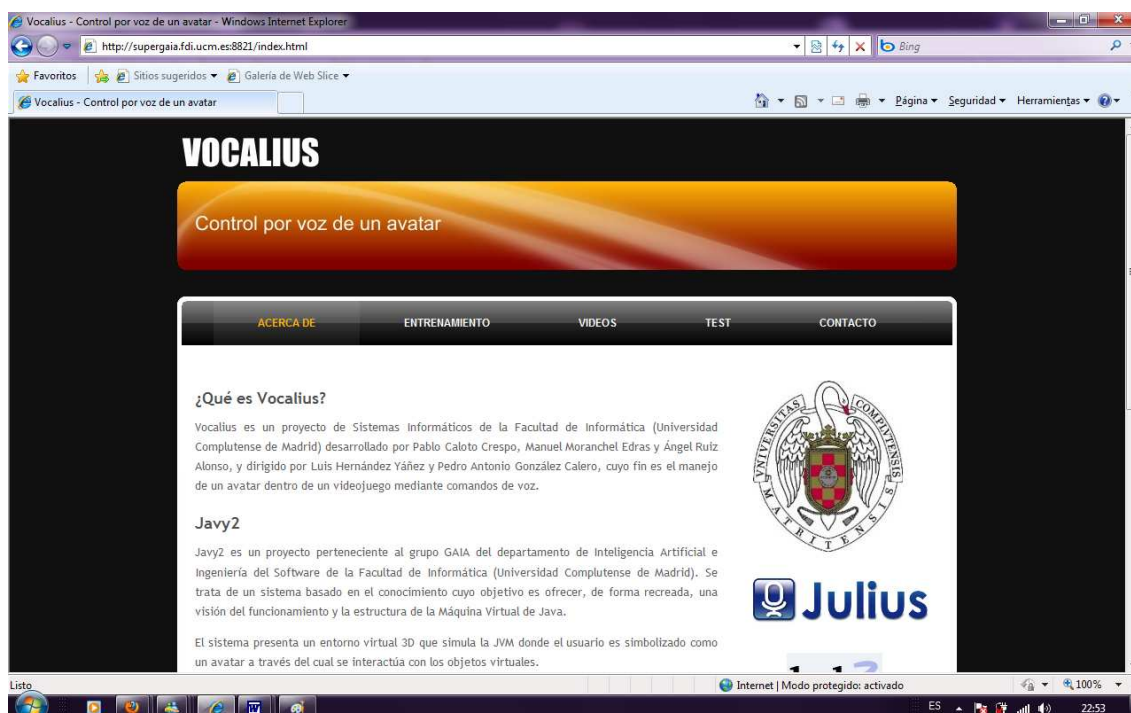 Vocalius - Control por voz de un avatar - Windows Internet Explorer
http://supergaia.fdi.ucm.es:8821/index.html
Bing
Favoritos Sitios sugeridos Galería de Web Slice
Vocalius - Control por voz de un avatar
Página Seguridad Herramientas
VOCALIUS
Control por voz de un avatar
ACERCA DE ENTRENAMIENTO VIDEOS TEST CONTACTO
¿Qué es Vocalius?
Vocalius es un proyecto de Sistemas Informáticos de la Facultad de Informática (Universidad
Complutense de Madrid) desarrollado por Pablo Caloto Crespo, Manuel Moranchel Edras y Ángel Ruiz
Alonso, y dirigido por Luis Hernández Yáñez y Pedro Antonio González Calero, cuyo fin es el manejo
de un avatar dentro de un videojuego mediante comandos de voz.
Javy2
Javy2 es un proyecto perteneciente al grupo GAIA del departamento de Inteligencia Artificial e
Ingeniería del Software de la Facultad de Informática (Universidad Complutense de Madrid). Se
trata de un sistema basado en el conocimiento cuyo objetivo es ofrecer, de forma recreada, una
visión del funcionamiento y la estructura de la Máquina Virtual de Java.
El sistema presenta un entorno virtual 3D que simula la JVM donde el usuario es simbolizado como
un avatar a través del cual se interactúa con los objetos virtuales.
VNIVERSITAS COMPLVTENSIS
MATRITENSIS
Julius
Listo Internet | Modo protegido: activado 100%
ES 22:53